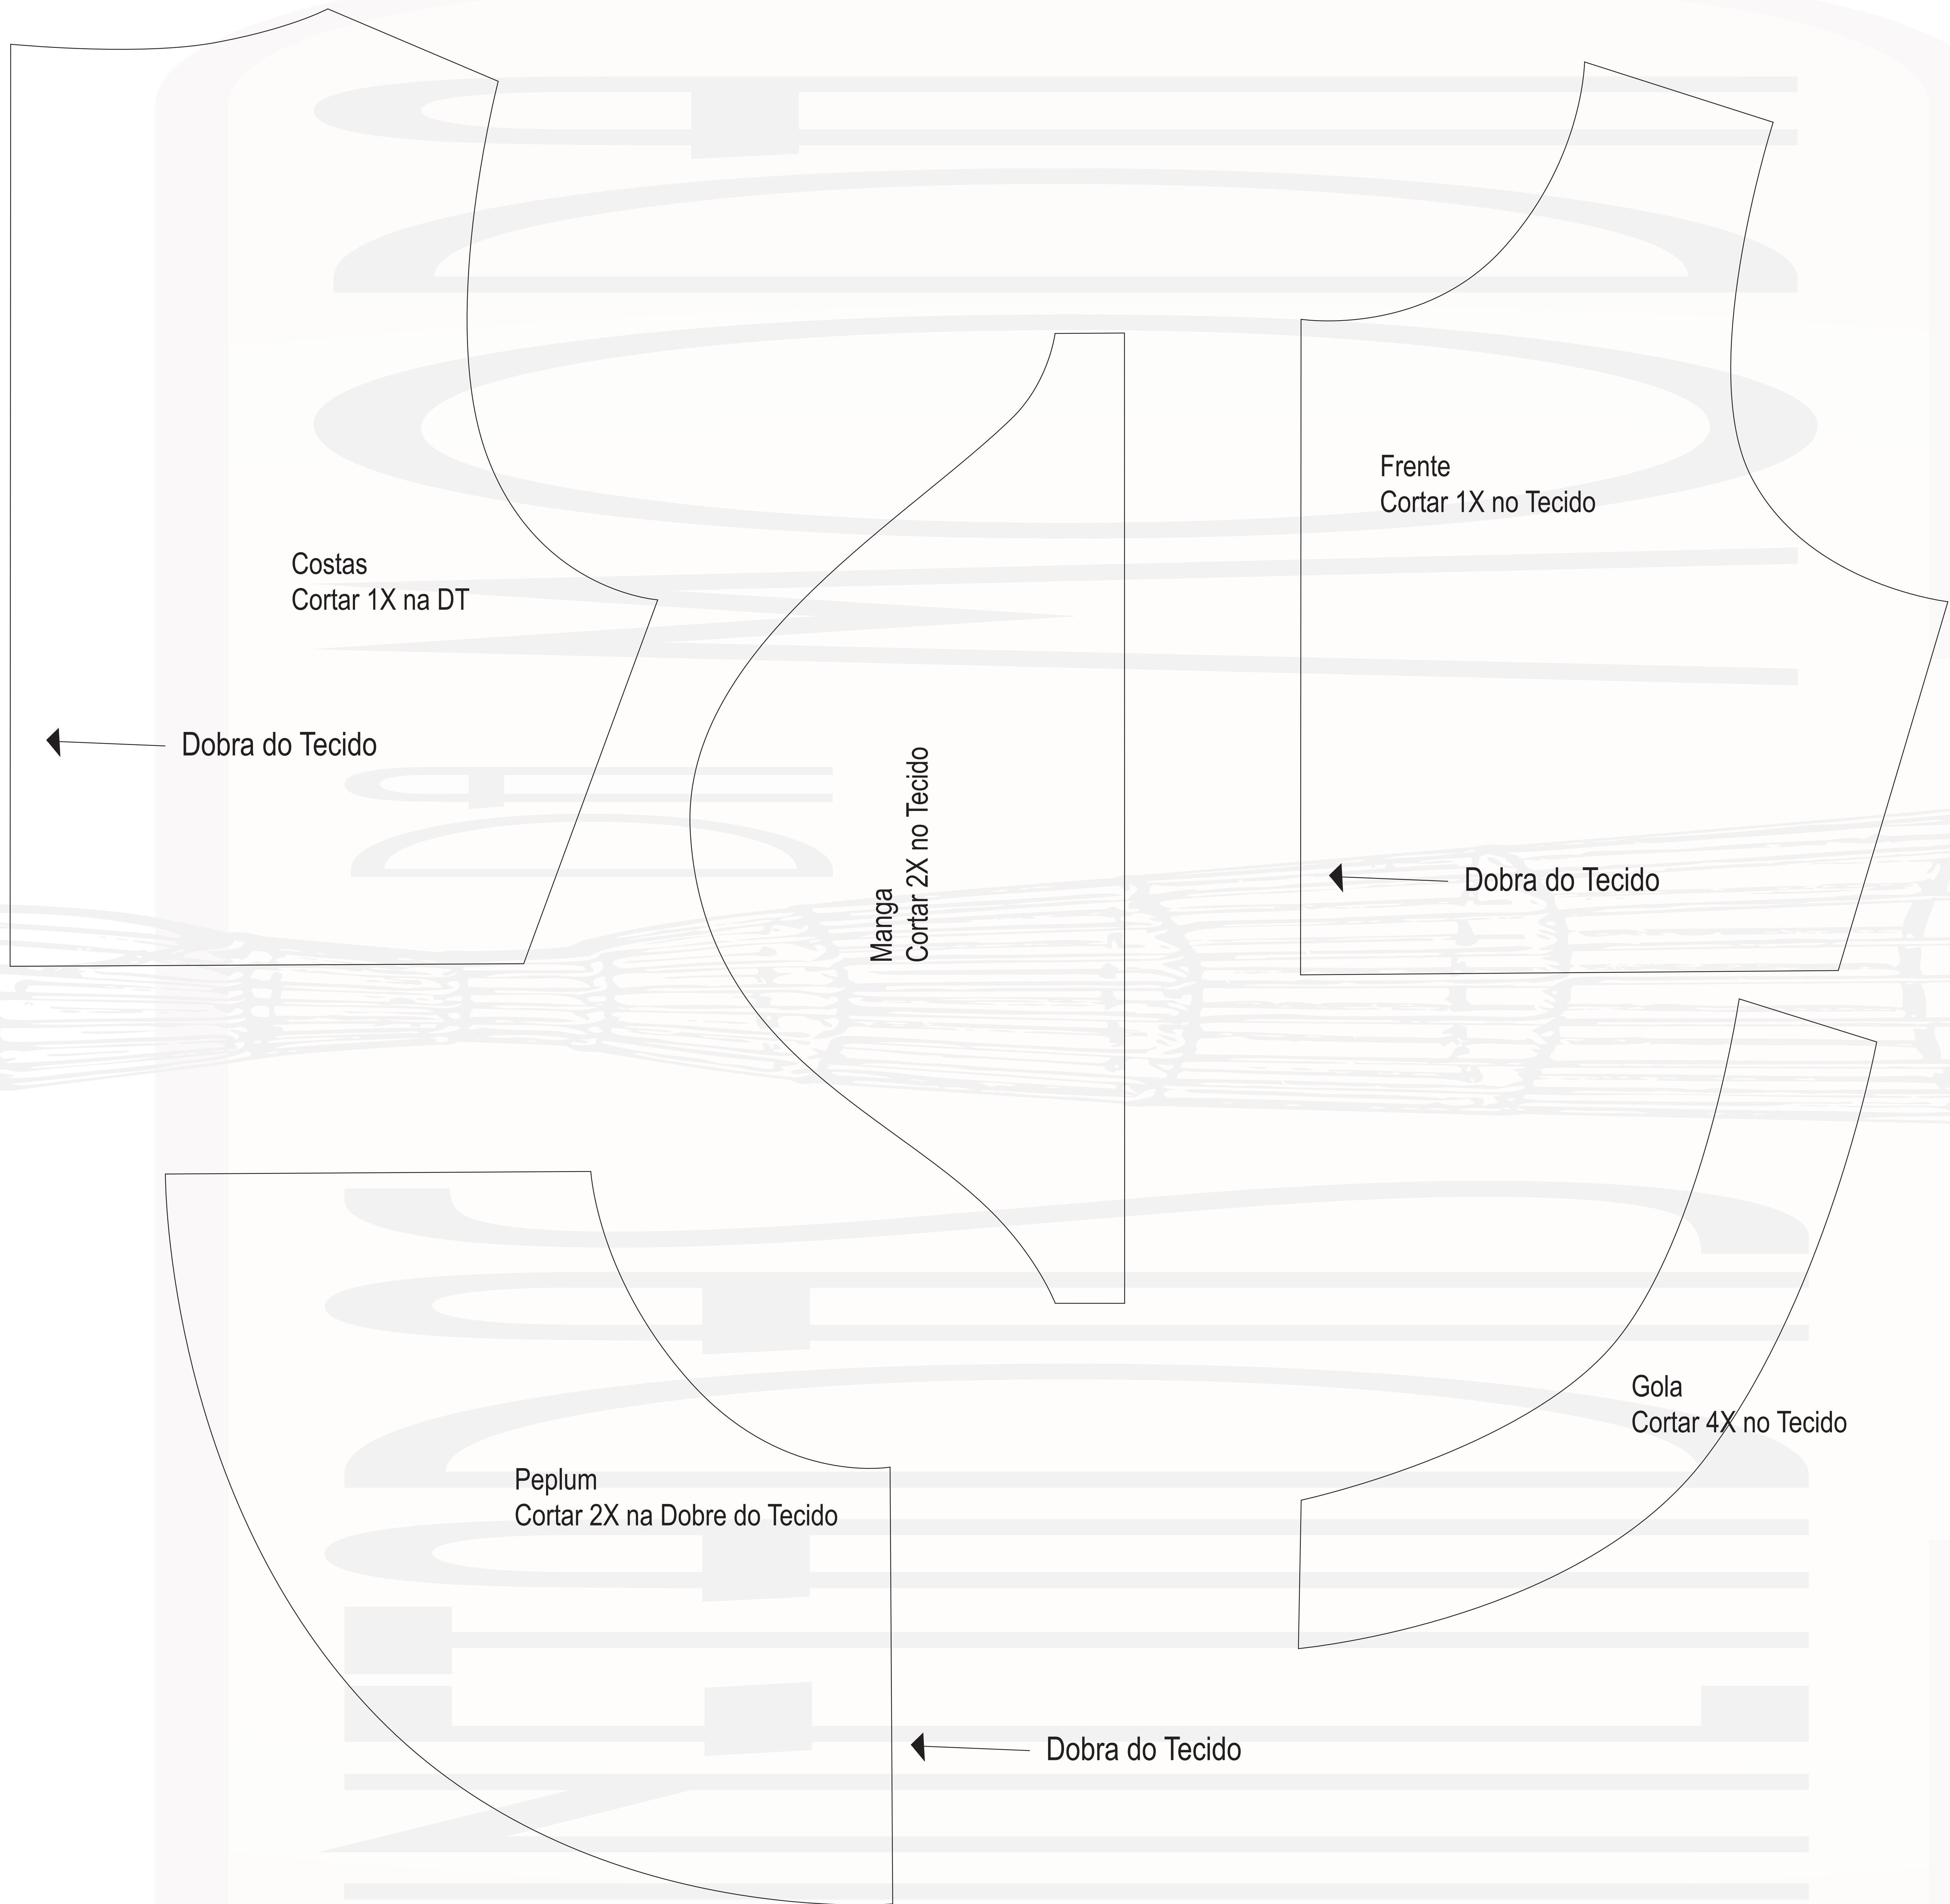 Costas
Cortar 1X na DT
Dobra do Tecido
Manga
Cortar 2X no Tecido
Frente
Cortar 1X no Tecido
Dobra do Tecido
Gola
Cortar 4X no Tecido
Peplum
Cortar 2X na Dobre do Tecido
Dobra do Tecido